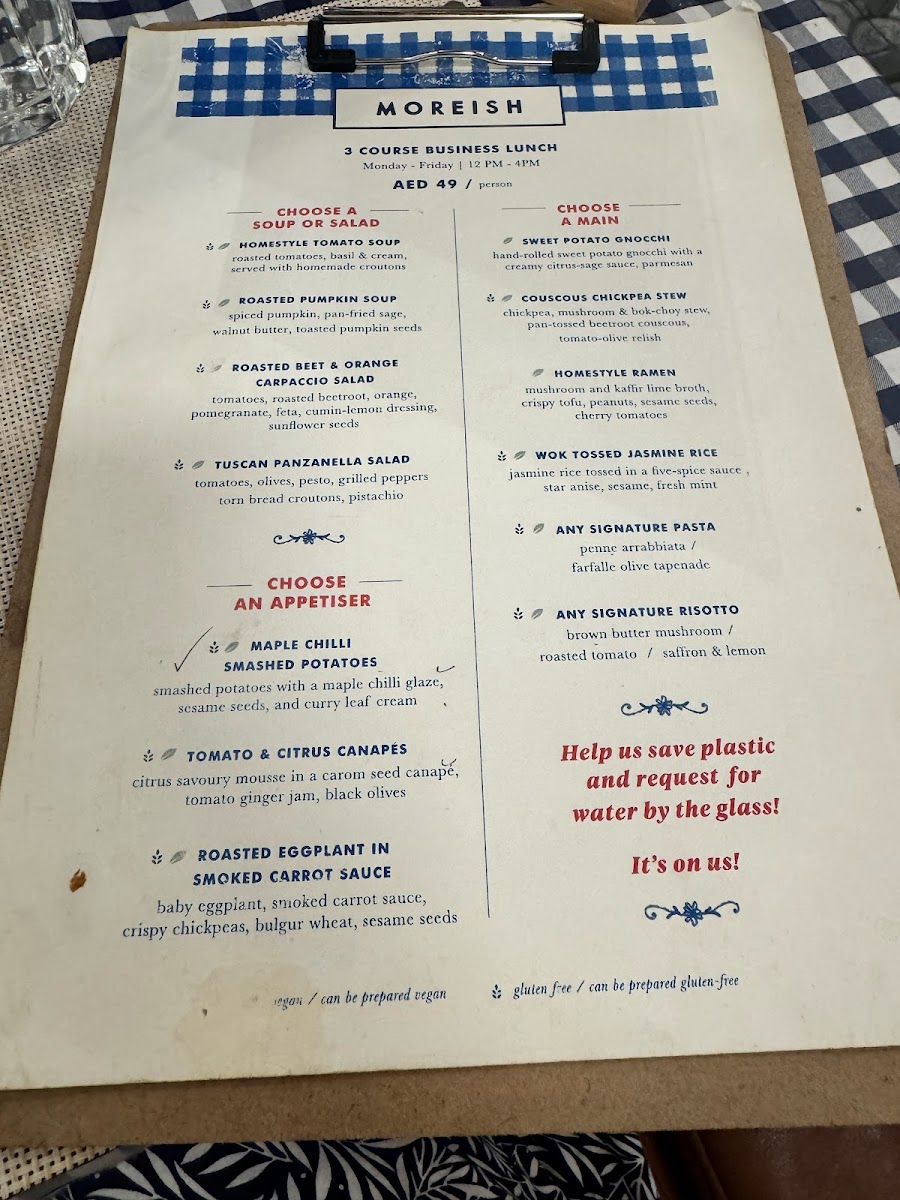 MOREISH
3 COURSE BUSINESS LUNCH
Monday - Friday | 12 PM - 4PM
AED 49 / person
CHOOSE A
SOUP OR SALAD
HOMESTYLE TOMATO SOUP
roasted tomatoes, basil & cream,
served with homemade croutons
ROASTED PUMPKIN SOUP
spiced pumpkin, pan-fried sage,
walnut butter, toasted pumpkin seeds
ROASTED BEET & ORANGE
CARPACCIO SALAD
tomatoes, roasted beetroot, orange,
pomegranate, feta, cumin-lemon dressing,
sunflower seeds
TUSCAN PANZANELLA SALAD
tomatoes, olives, pesto, grilled peppers
torn bread croutons, pistachio
CHOOSE
AN APPETISER
MAPLE CHILLI
SMASHED POTATOES
smashed potatoes with a maple chilli glaze,
sesame seeds, and curry leaf cream
TOMATO & CITRUS CANAPÉS
citrus savoury mousse in a carom seed canapé,
tomato ginger jam, black olives
ROASTED EGGPLANT IN
SMOKED CARROT SAUCE
baby eggplant, smoked carrot sauce,
crispy chickpeas, bulgur wheat, sesame seeds
CHOOSE
A MAIN
SWEET POTATO GNOCCHI
hand-rolled sweet potato gnocchi with a
creamy citrus-sage sauce, parmesan
COUSCOUS CHICKPEA STEW
chickpea, mushroom & bok-choy stew,
pan-tossed beetroot couscous,
tomato-olive relish
HOMESTYLE RAMEN
mushroom and kaffir lime broth,
crispy tofu, peanuts, sesame seeds,
cherry tomatoes
WOK TOSSED JASMINE RICE
jasmine rice tossed in a five-spice sauce ,
star anise, sesame, fresh mint
ANY SIGNATURE PASTA
penne arrabbiata /
farfalle olive tapenade
ANY SIGNATURE RISOTTO
brown butter mushroom /
roasted tomato / saffron & lemon
Help us save plastic
and request for
water by the glass!
It's on us!
egan / can be prepared vegan
gluten free / can be prepared gluten-free